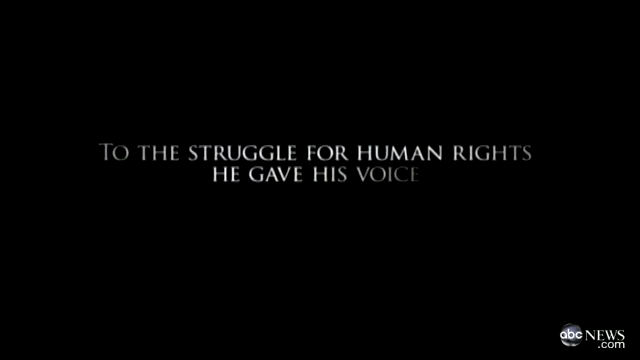 TO THE STRUGGLE FOR HUMAN RIGHTS
HE GAVE HIS VOICE
abc NEWS
.com